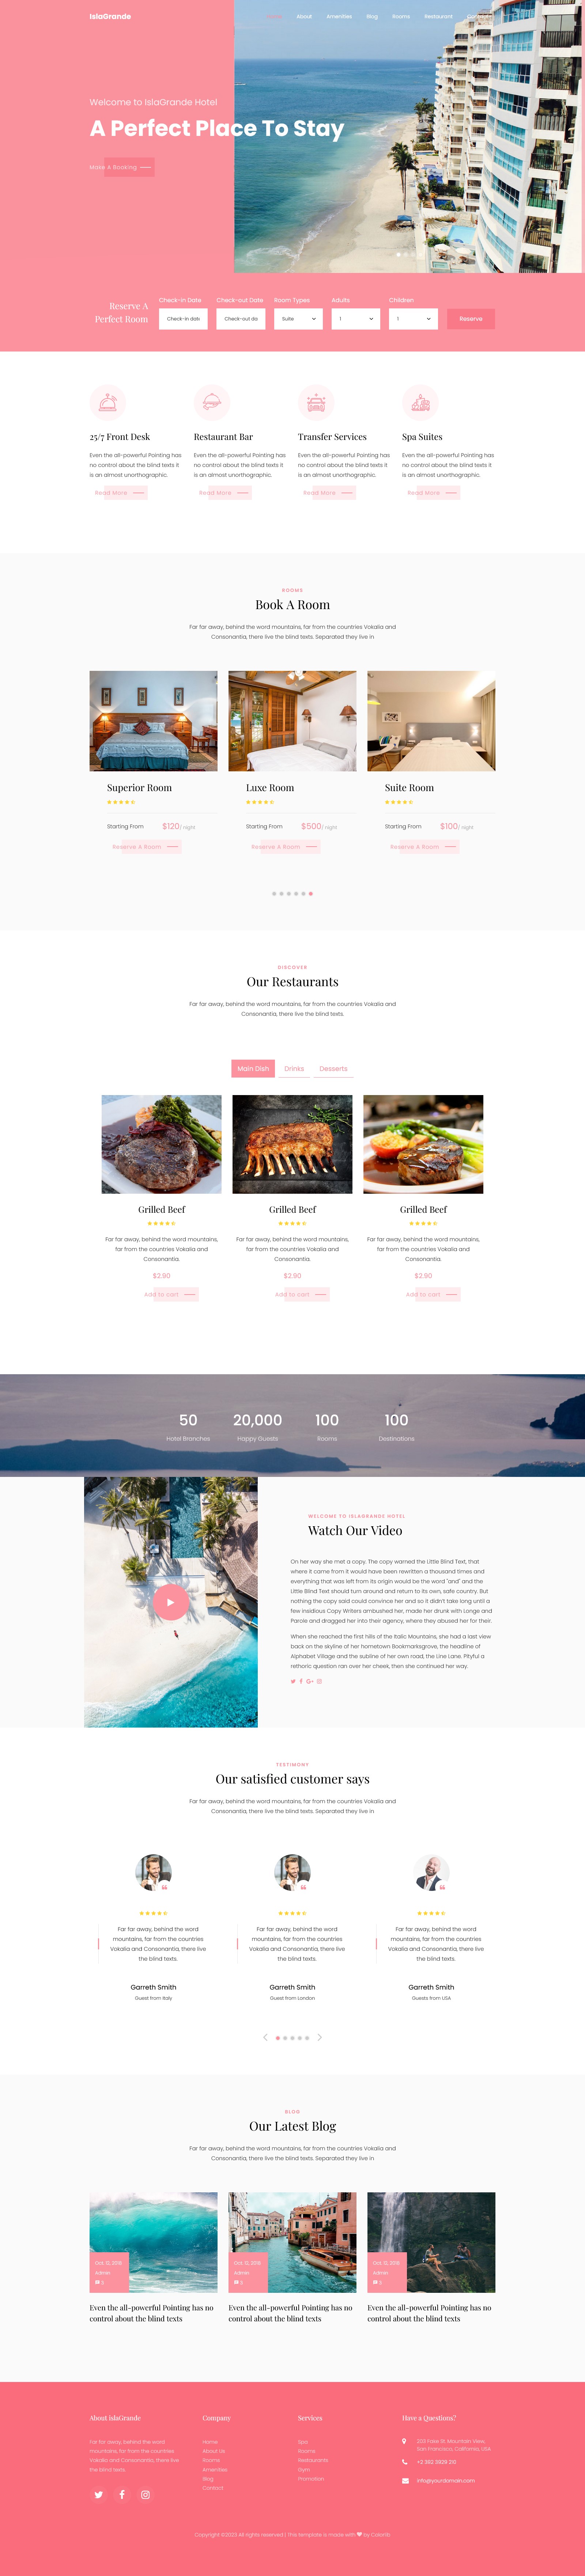 IslaGrande
Home About Amenities Blog Rooms Restaurant Contact
Welcome to IslaGrande Hotel
A Perfect Place To Stay
Make A Booking
Reserve A
Perfect Room
Check-in Date Check-out Date Room Types Adults Children
Check-in date Check-out da Suite 1 1 Reserve
25/7 Front Desk Restaurant Bar Transfer Services Spa Suites
Even the all-powerful Pointing has Even the all-powerful Pointing has Even the all-powerful Pointing has Even the all-powerful Pointing has
no control about the blind texts it no control about the blind texts it no control about the blind texts it no control about the blind texts it
is an almost unorthographic. is an almost unorthographic. is an almost unorthographic. is an almost unorthographic.
Read More Read More Read More Read More
ROOMS
Book A Room
Far far away, behind the word mountains, far from the countries Vokalia and
Consonantia, there live the blind texts. Separated they live in
Superior Room Luxe Room Suite Room
Starting From $120/ night Starting From $500/ night Starting From $100/ night
Reserve A Room Reserve A Room Reserve A Room
DISCOVER
Our Restaurants
Far far away, behind the word mountains, far from the countries Vokalia and
Consonantia, there live the blind texts.
Main Dish Drinks Desserts
Grilled Beef Grilled Beef Grilled Beef
Far far away, behind the word mountains, Far far away, behind the word mountains, Far far away, behind the word mountains,
far from the countries Vokalia and far from the countries Vokalia and far from the countries Vokalia and
Consonantia. Consonantia. Consonantia.
$2.90 $2.90 $2.90
Add to cart Add to cart Add to cart
50 20,000 100 100
Hotel Branches Happy Guests Rooms Destinations
WELCOME TO ISLAGRANDE HOTEL
Watch Our Video
On her way she met a copy. The copy warned the Little Blind Text, that
where it came from it would have been rewritten a thousand times and
everything that was left from its origin would be the word "and" and the
Little Blind Text should turn around and return to its own, safe country. But
nothing the copy said could convince her and so it didn't take long until a
few insidious Copy Writers ambushed her, made her drunk with Longe and
Parole and dragged her into their agency, where they abused her for their.
When she reached the first hills of the Italic Mountains, she had a last view
back on the skyline of her hometown Bookmarksgrove, the headline of
Alphabet Village and the subline of her own road, the Line Lane. Pityful a
rethoric question ran over her cheek, then she continued her way.
TESTIMONY
Our satisfied customer says
Far far away, behind the word mountains, far from the countries Vokalia and
Consonantia, there live the blind texts. Separated they live in
Far far away, behind the word Far far away, behind the word Far far away, behind the word
mountains, far from the countries mountains, far from the countries mountains, far from the countries
Vokalia and Consonantia, there live Vokalia and Consonantia, there live Vokalia and Consonantia, there live
the blind texts. the blind texts. the blind texts.
Garreth Smith Garreth Smith Garreth Smith
Guest from Italy Guest from London Guests from USA
BLOG
Our Latest Blog
Far far away, behind the word mountains, far from the countries Vokalia and
Consonantia, there live the blind texts. Separated they live in
Oct. 12, 2018 Oct. 12, 2018 Oct. 12, 2018
Admin Admin Admin
3 3 3
Even the all-powerful Pointing has no Even the all-powerful Pointing has no Even the all-powerful Pointing has no
control about the blind texts control about the blind texts control about the blind texts
About islaGrande Company Services Have a Questions?
Far far away, behind the word
mountains, far from the countries
Vokalia and Consonantia, there live
the blind texts.
Home
About Us
Rooms
Amenities
Blog
Contact
Spa
Rooms
Restaurants
Gym
Promotion
203 Fake St. Mountain View,
San Francisco, California, USA
+2 392 3929 210
info@yourdomain.com
Copyright ©2023 All rights reserved | This template is made with by Colorlib